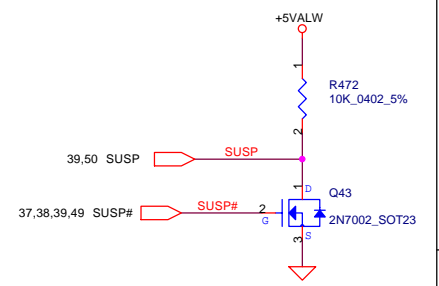 +5VALW
1
R472
10K_0402_5%
2
39,50 SUSP
SUSP
1
D
Q43
37,38,39,49 SUSP#
SUSP#
2
G
2N7002_SOT23
3
S